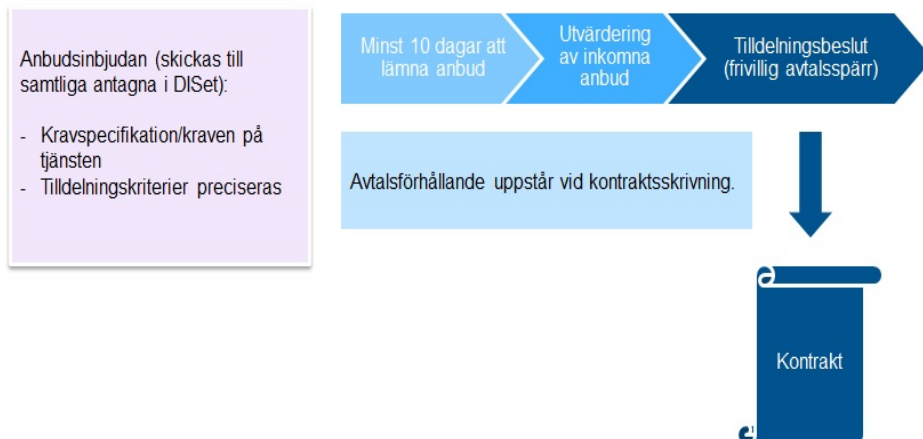 Anbudsinbjudan (skickas till
samtliga antagna i DISet):
- Kravspecifikation/kraven på
tjänsten
- Tilldelningskriterier preciseras
Minst 10 dagar att
lämna anbud
Utvärdering
av inkomna
anbud
Tilldelningsbeslut
(frivillig avtalsspärr)
Avtalsförhållande uppstår vid kontraktsskrivning.
Kontrakt